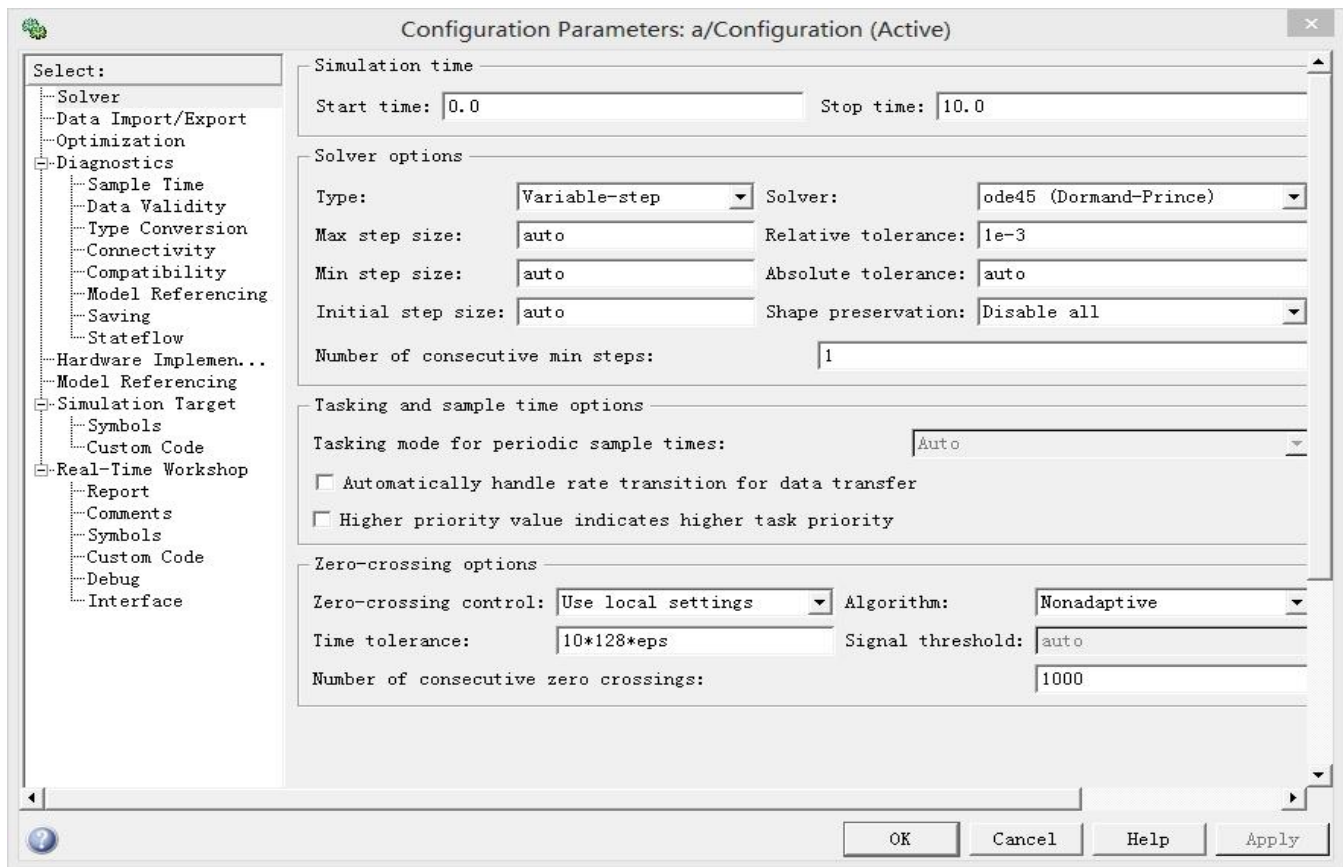 Configuration Parameters: a/Configuration (Active)
Select:
Solver
Data Import/Export
Optimization
Diagnostics
Sample Time
Data Validity
Type Conversion
Connectivity
Compatibility
Model Referencing
Saving
Stateflow
Hardware Implemen...
Model Referencing
Simulation Target
Symbols
Custom Code
Real-Time Workshop
Report
Comments
Symbols
Custom Code
Debug
Interface
Simulation time
Start time: 0.0 Stop time: 10.0
Solver options
Type: Variable-step Solver: ode45 (Dormand-Prince)
Max step size: auto Relative tolerance: 1e-3
Min step size: auto Absolute tolerance: auto
Initial step size: auto Shape preservation: Disable all
Number of consecutive min steps: 1
Tasking and sample time options
Tasking mode for periodic sample times: Auto
Automatically handle rate transition for data transfer
Higher priority value indicates higher task priority
Zero-crossing options
Zero-crossing control: Use local settings Algorithm: Nonadaptive
Time tolerance: 10*128*eps Signal threshold: auto
Number of consecutive zero crossings: 1000
OK Cancel Help Apply